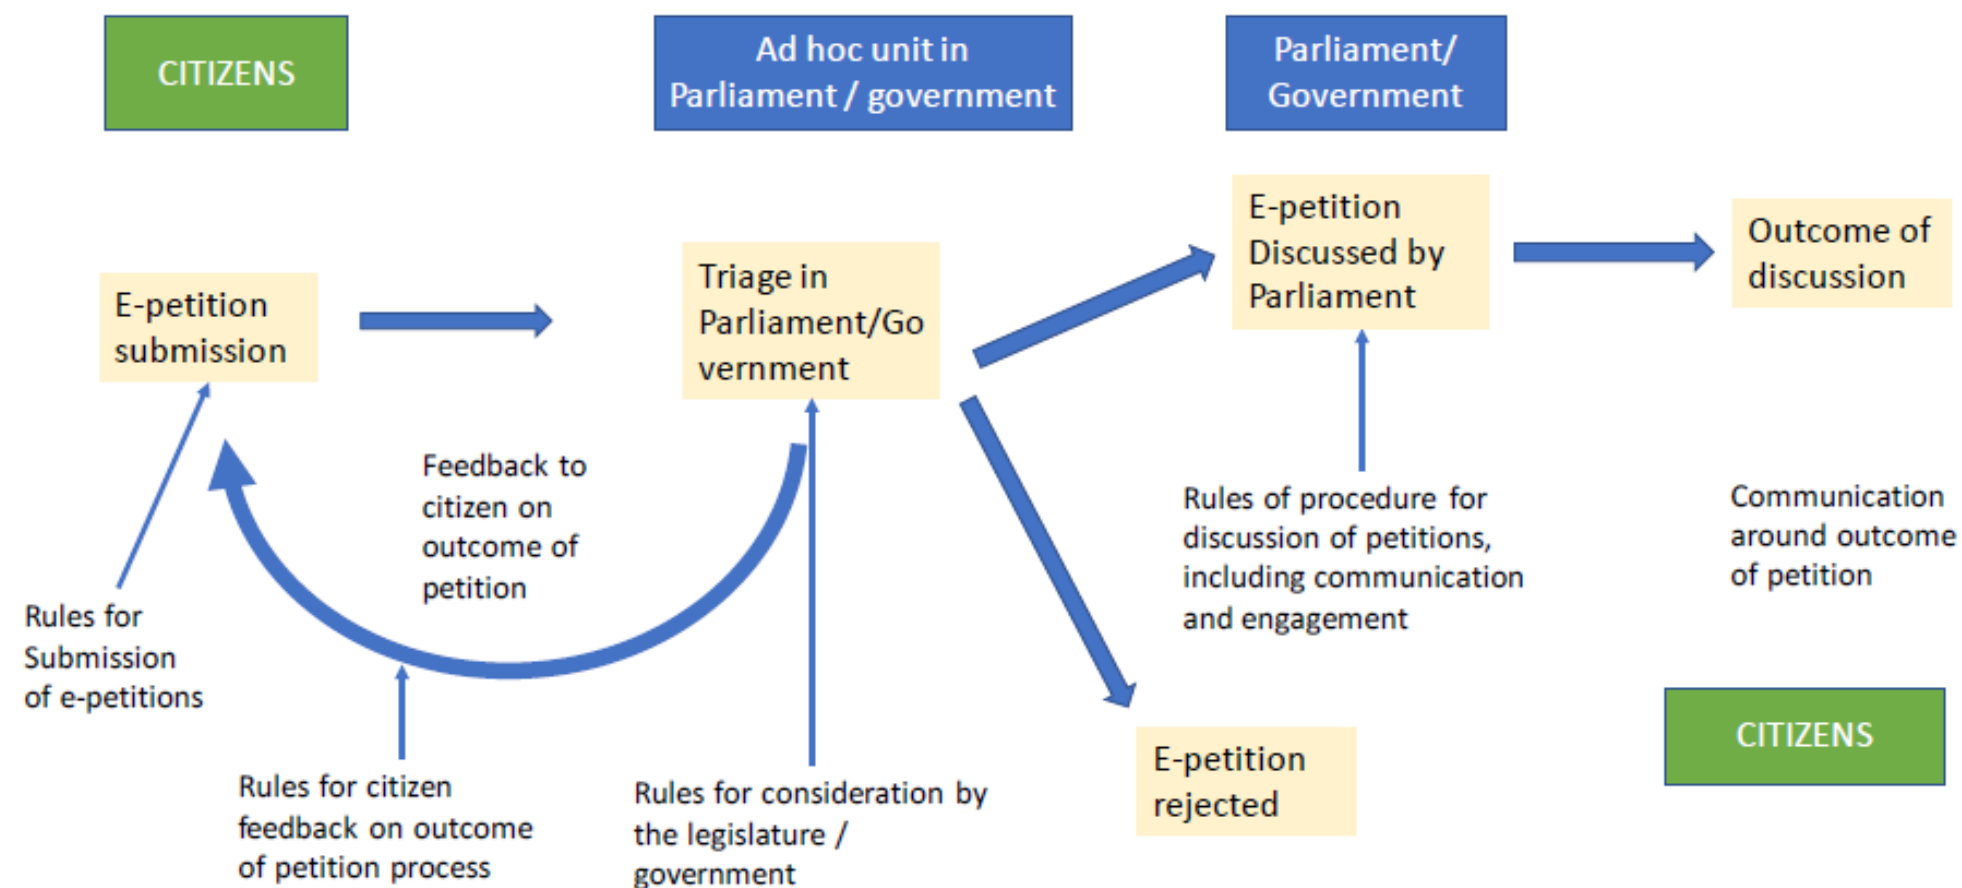 CITIZENS
Ad hoc unit in
Parliament / government
Parliament/
Government
E-petition
submission
Triage in
Parliament/Go
vernment
E-petition
Discussed by
Parliament
Outcome of
discussion
Feedback to
citizen on
outcome of
petition
Rules of procedure for
discussion of petitions,
including communication
and engagement
Communication
around outcome
of petition
Rules for
Submission
of e-petitions
Rules for citizen
feedback on outcome
of petition process
Rules for consideration by
the legislature /
government
E-petition
rejected
CITIZENS